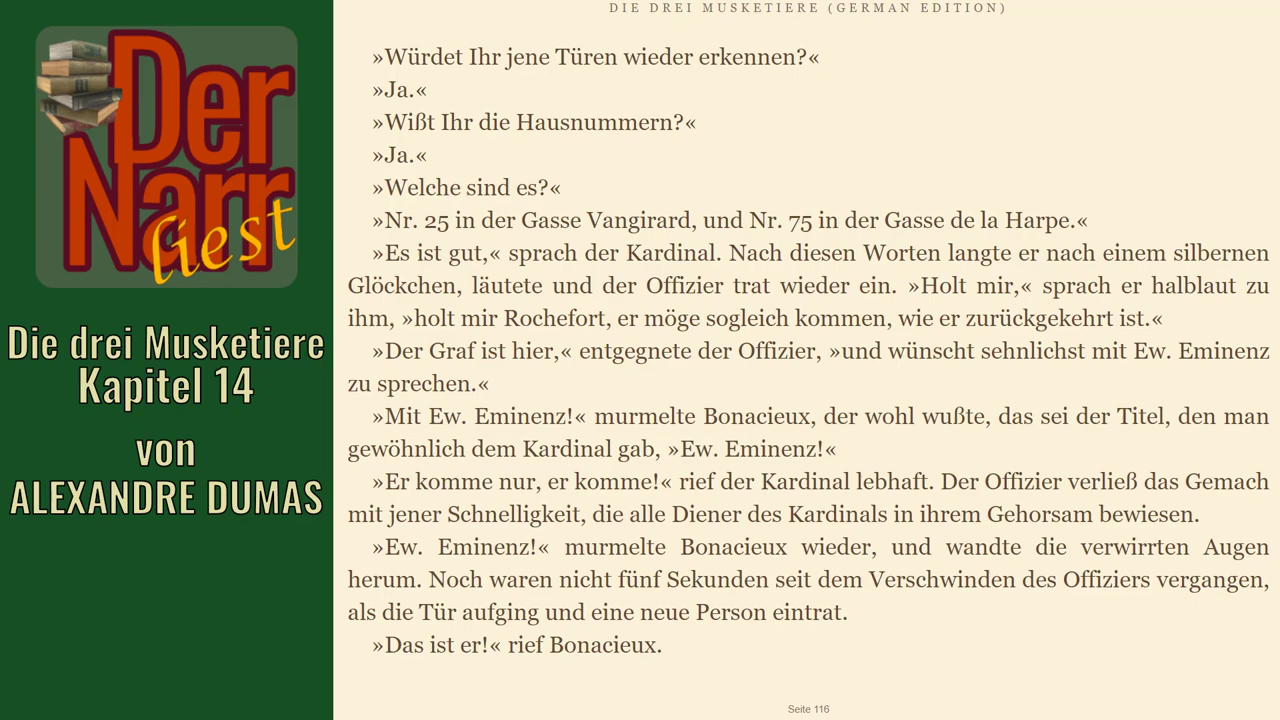 Der
Narr
liest
Die drei Musketiere
Kapitel 14
von
ALEXANDRE DUMAS
DIE DREI MUSKETIERE (GERMAN EDITION)
»Würdet Ihr jene Türen wieder erkennen?«
»Ja.«
»Wißt Ihr die Hausnummern?«
»Ja.«
»Welche sind es?«
»Nr. 25 in der Gasse Vangirard, und Nr. 75 in der Gasse de la Harpe.«
»Es ist gut,« sprach der Kardinal. Nach diesen Worten langte er nach einem silbernen
Glöckchen, läutete und der Offizier trat wieder ein. »Holt mir,« sprach er halblaut zu
ihm, »holt mir Rochefort, er möge sogleich kommen, wie er zurückgekehrt ist.«
»Der Graf ist hier,« entgegnete der Offizier, »und wünscht sehnlichst mit Ew. Eminenz
zu sprechen.«
»Mit Ew. Eminenz!« murmelte Bonacieux, der wohl wußte, das sei der Titel, den man
gewöhnlich dem Kardinal gab, »Ew. Eminenz!«
»Er komme nur, er komme!« rief der Kardinal lebhaft. Der Offizier verließ das Gemach
mit jener Schnelligkeit, die alle Diener des Kardinals in ihrem Gehorsam bewiesen.
»Ew. Eminenz!« murmelte Bonacieux wieder, und wandte die verwirrten Augen
herum. Noch waren nicht fünf Sekunden seit dem Verschwinden des Offiziers vergangen,
als die Tür aufging und eine neue Person eintrat.
»Das ist er!« rief Bonacieux.
Seite 116